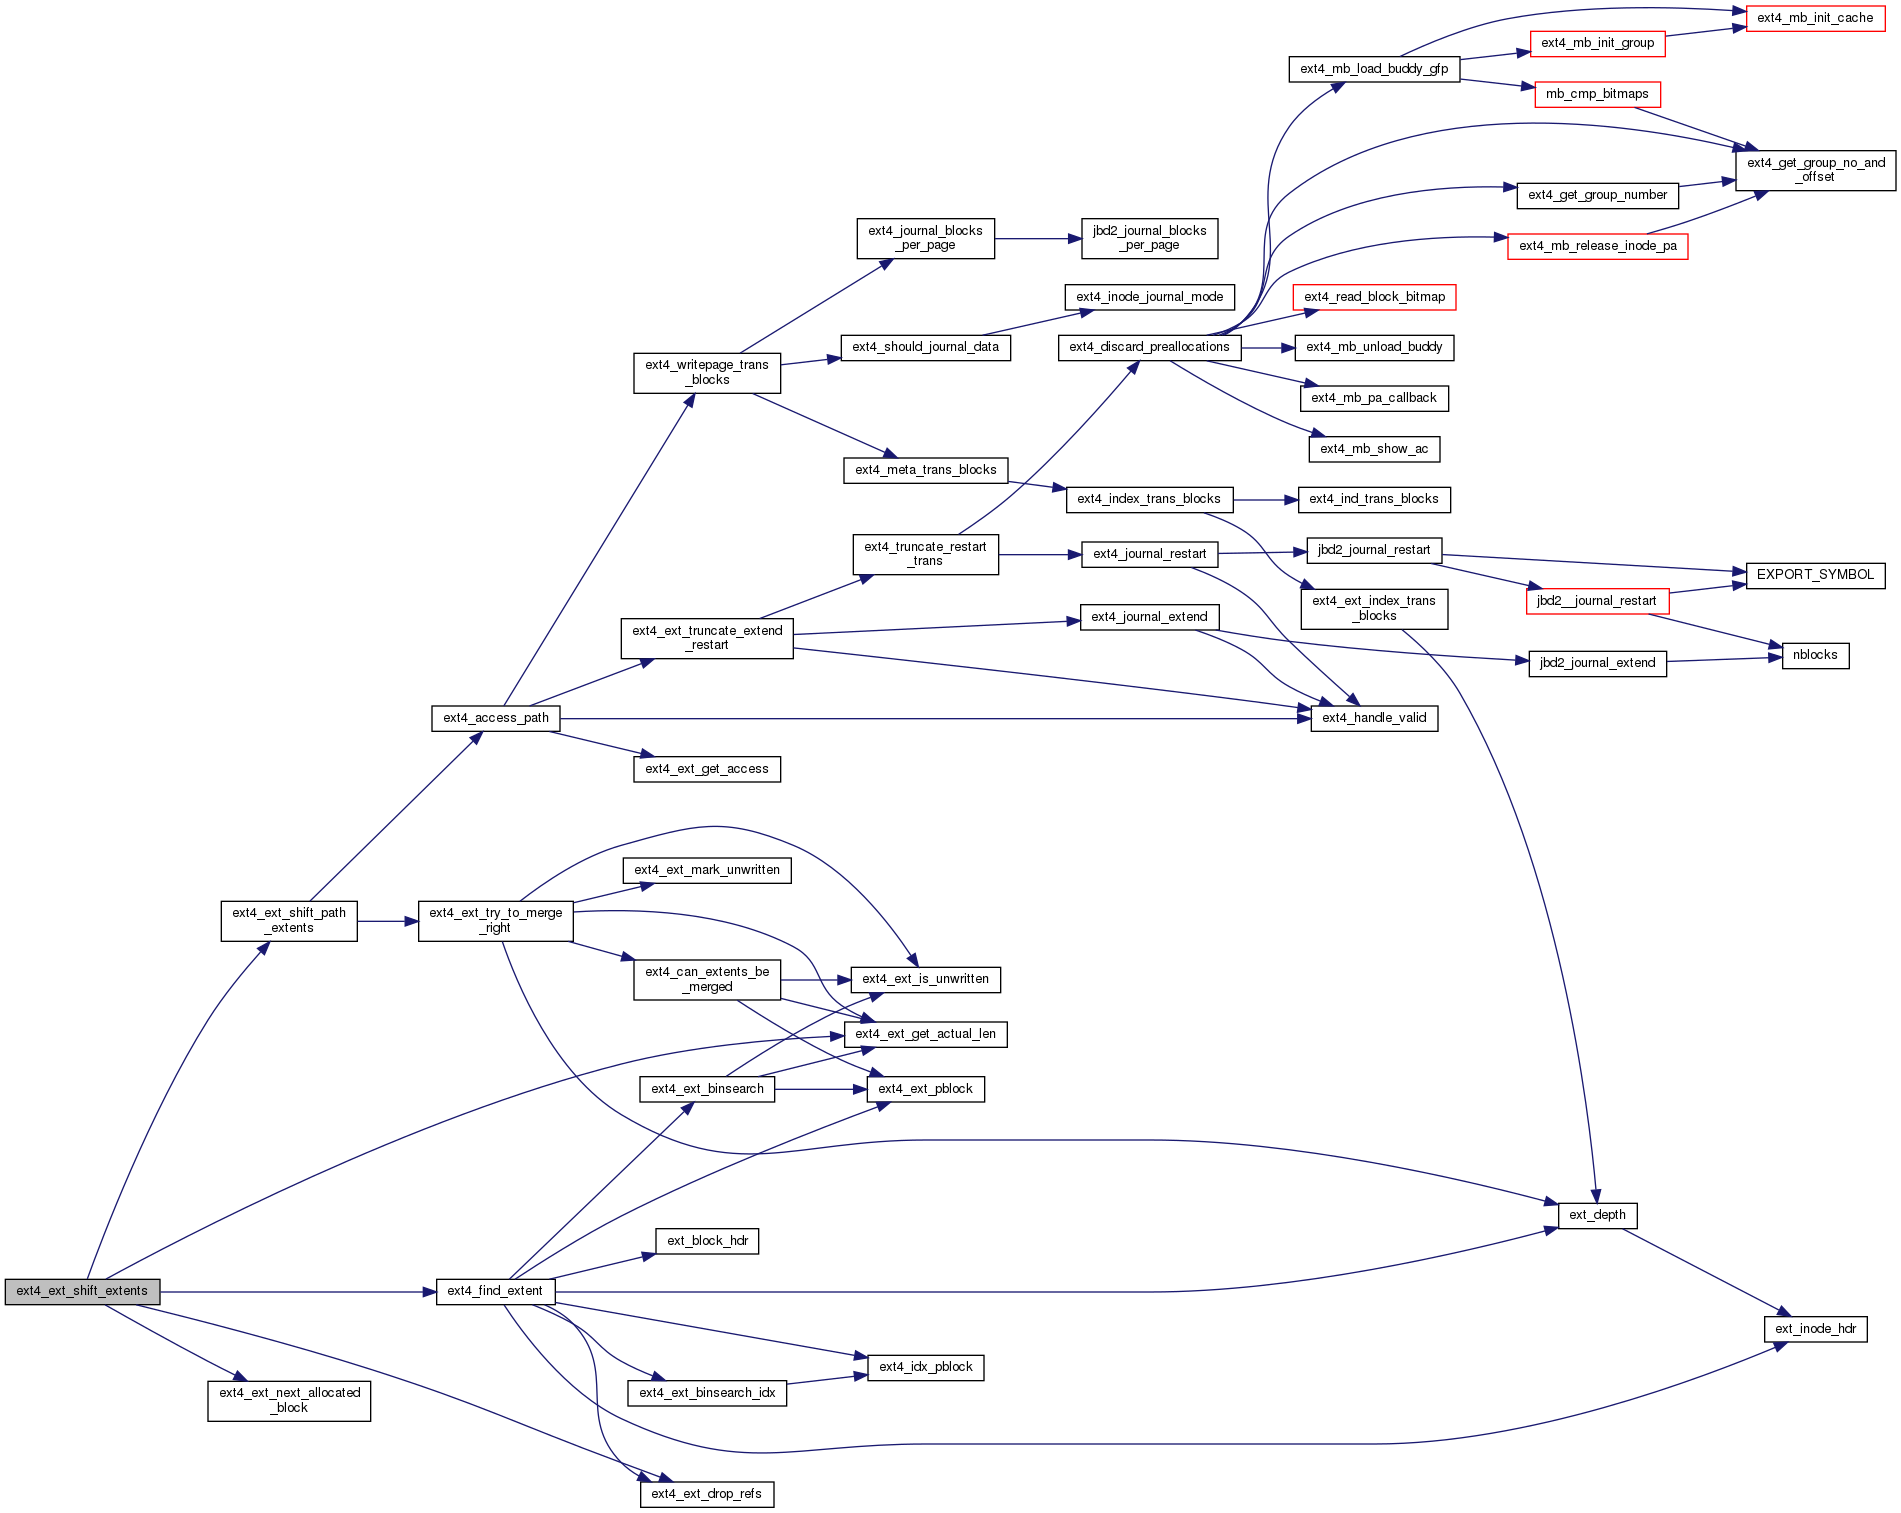 ext4_mb_init_cache
ext4_mb_init_group
ext4_mb_load_buddy_gfp
mb_cmp_bitmaps
ext4_get_group_no_and
_offset
ext4_get_group_number
ext4_journal_blocks
_per_page
jbd2_journal_blocks
_per_page
ext4_mb_release_inode_pa
ext4_inode_journal_mode
ext4_read_block_bitmap
ext4_should_journal_data
ext4_discard_preallocations
ext4_mb_unload_buddy
ext4_writepage_trans
_blocks
ext4_mb_pa_callback
ext4_mb_show_ac
ext4_meta_trans_blocks
ext4_index_trans_blocks
ext4_ind_trans_blocks
ext4_truncate_restart
_trans
ext4_journal_restart
jbd2_journal_restart
EXPORT_SYMBOL
jbd2__journal_restart
ext4_ext_index_trans
_blocks
ext4_journal_extend
ext4_ext_truncate_extend
_restart
nblocks
jbd2_journal_extend
ext4_access_path
ext4_handle_valid
ext4_ext_get_access
ext4_ext_mark_unwritten
ext4_ext_shift_path
_extents
ext4_ext_try_to_merge
_right
ext4_can_extents_be
_merged
ext4_ext_is_unwritten
ext4_ext_get_actual_len
ext4_ext_binsearch
ext4_ext_pblock
ext_depth
ext_block_hdr
ext4_ext_shift_extents
ext4_find_extent
ext_inode_hdr
ext4_idx_pblock
ext4_ext_binsearch_idx
ext4_ext_next_allocated
_block
ext4_ext_drop_refs